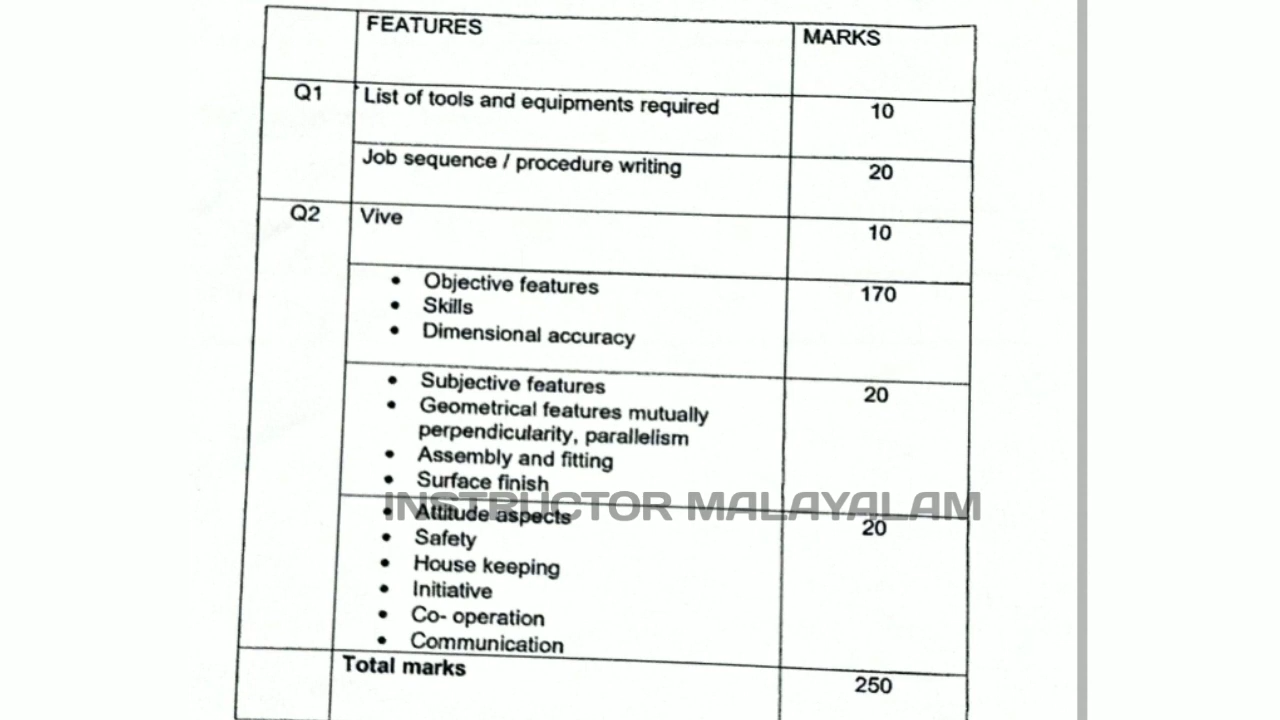 FEATURES MARKS
Q1 List of tools and equipments required 10
Job sequence / procedure writing 20
Q2 Vive 10
• Objective features 170
• Skills
• Dimensional accuracy
• Subjective features 20
• Geometrical features mutually
perpendicularity, parallelism
• Assembly and fitting
• Surface finish
INSTRUCTOR MALAYALAM
• Attitude aspects 20
• Safety
• House keeping
• Initiative
• Co- operation
• Communication
Total marks 250